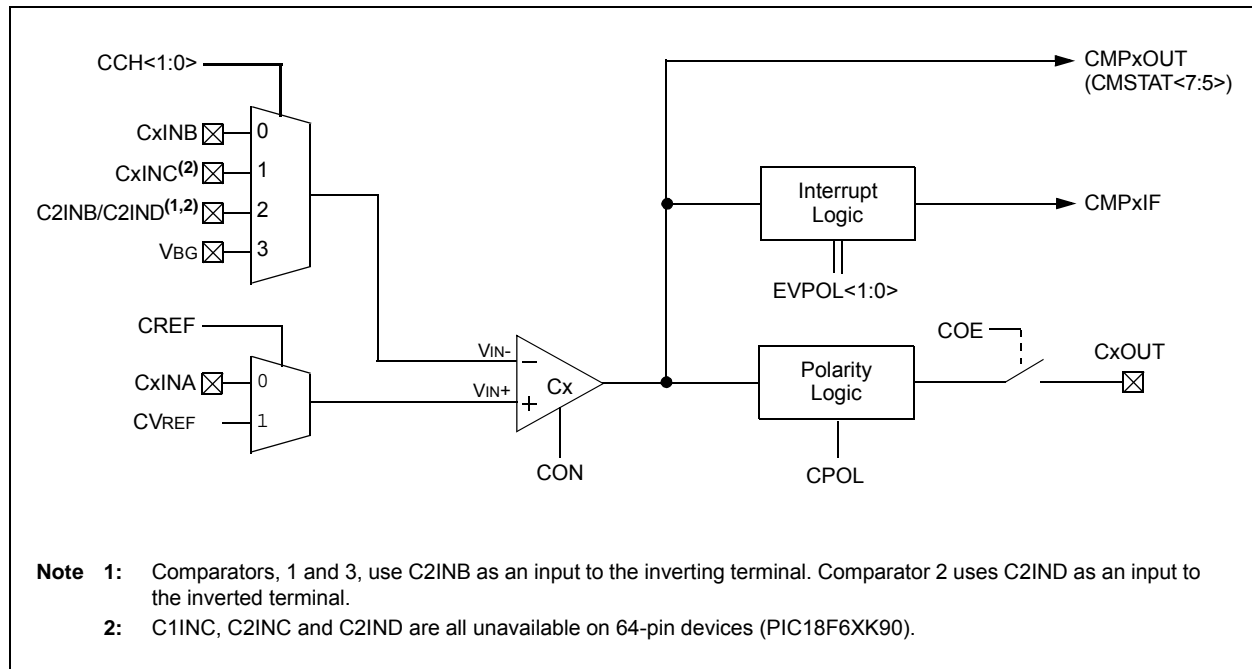 CCH<1:0>
CMPxOUT
(CMSTAT<7:5>)
CxINB
0
CxINC(2)
1
C2INB/C2IND(1,2)
2
VBG
3
Interrupt
Logic
CMPxIF
EVPOL<1:0>
CREF
COE
CxOUT
VIN-
–
CxINA
0
Cx
Polarity
Logic
VIN+
+
CVREF
1
CON
CPOL
Note 1: Comparators, 1 and 3, use C2INB as an input to the inverting terminal. Comparator 2 uses C2IND as an input to
the inverted terminal.
2: C1INC, C2INC and C2IND are all unavailable on 64-pin devices (PIC18F6XK90).